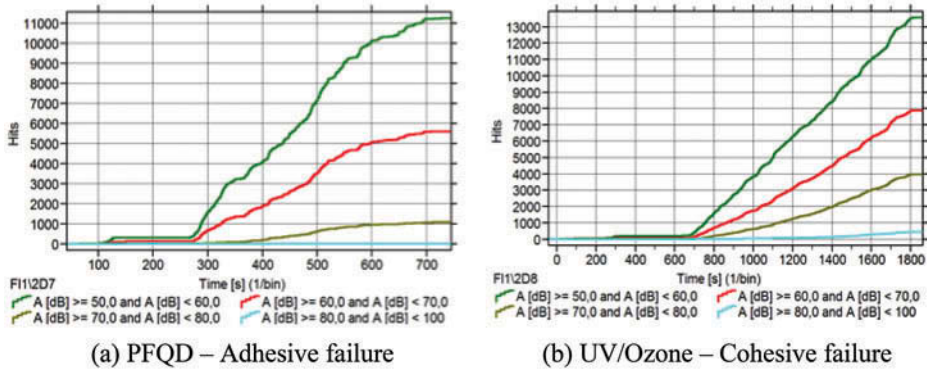 11000
10000
9000
8000
7000
6000
5000
4000
3000
2000
1000
0
Hits
100 200 300 400 500 600 700
Time [s] (1/bin)
FI1\2D7
A [dB] >= 50,0 and A [dB] < 60,0 A [dB] >= 60,0 and A [dB] < 70,0
A [dB] >= 70,0 and A [dB] < 80,0 A [dB] >= 80,0 and A [dB] < 100
(a) PFQD – Adhesive failure
13000
12000
11000
10000
9000
8000
7000
6000
5000
4000
3000
2000
1000
0
Hits
0 200 400 600 800 1000 1200 1400 1600 1800
Time [s] (1/bin)
FI1\2D8
A [dB] >= 50,0 and A [dB] < 60,0 A [dB] >= 60,0 and A [dB] < 70,0
A [dB] >= 70,0 and A [dB] < 80,0 A [dB] >= 80,0 and A [dB] < 100
(b) UV/Ozone – Cohesive failure